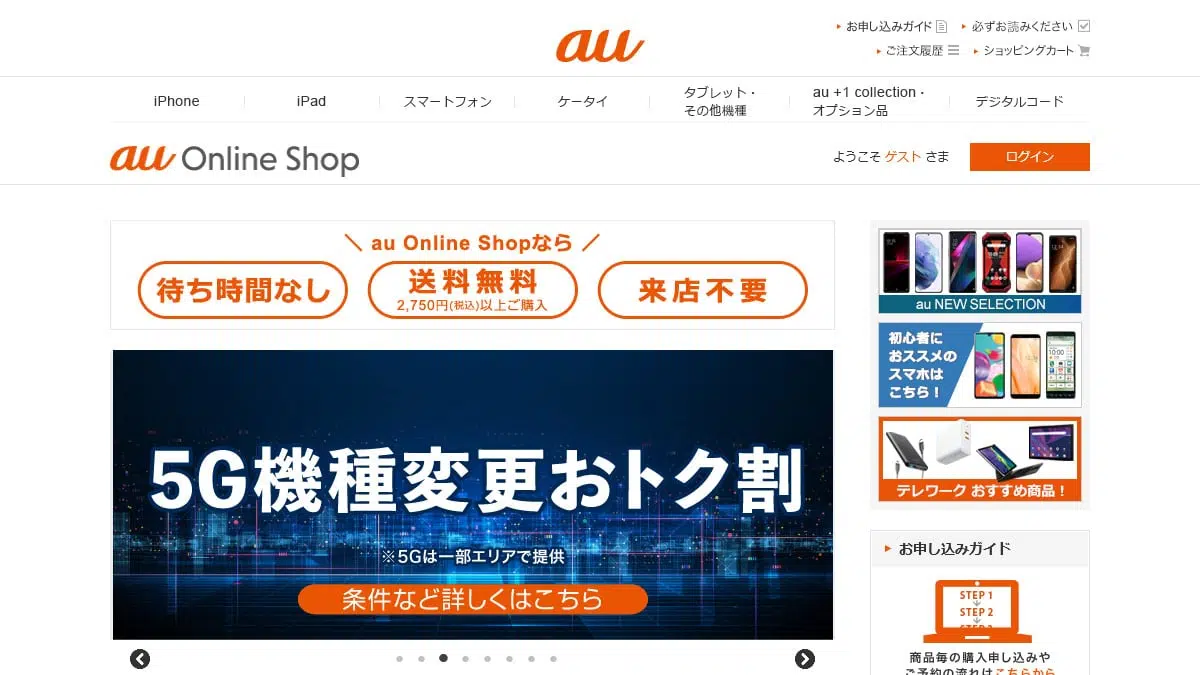 au
お申し込みガイド
必ずお読みください
ご注文履歴
ショッピングカート
iPhone
iPad
スマートフォン
ケータイ
タブレット・
その他機種
au +1 collection・
オプション品
デジタルコード
au Online Shop
ようこそ ゲスト さま
ログイン
au Online Shopなら
待ち時間なし
送料無料
2,750円(税込)以上ご購入
来店不要
5G機種変更おトク割
※5Gは一部エリアで提供
条件など詳しくはこちら
au NEW SELECTION
初心者に
おススメの
スマホは
こちら!
テレワーク おすすめ商品!
お申し込みガイド
STEP 1
STEP 2
商品毎の購入申し込みや
ご予約の流れはこちらから